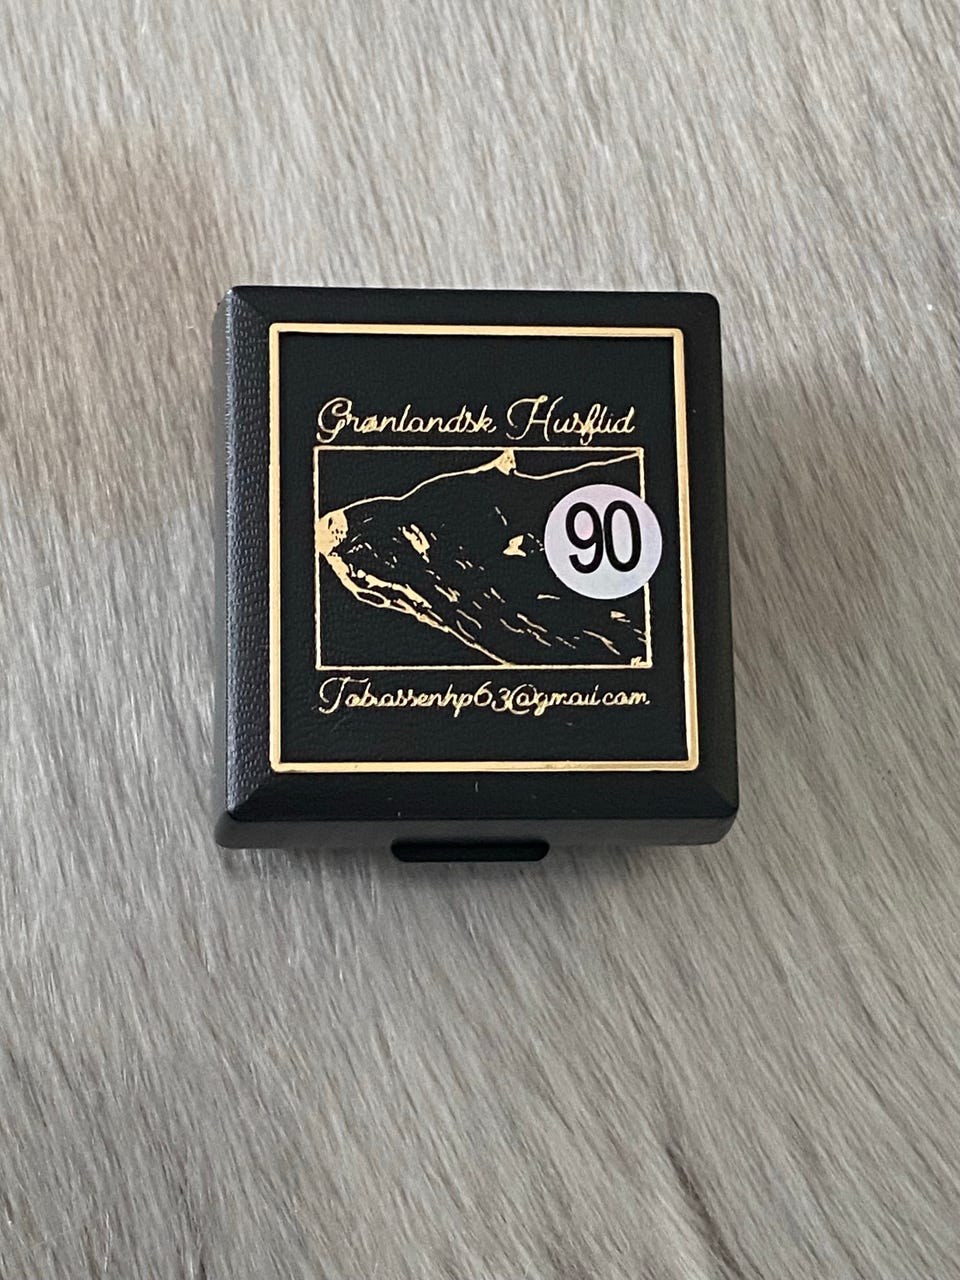 Grønlandsk Husflid
90
Tobiassenhp63@gmail.com